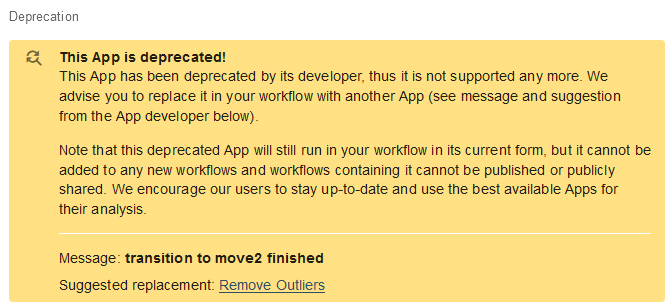 Deprecation
This App is deprecated!
This App has been deprecated by its developer, thus it is not supported any more. We
advise you to replace it in your workflow with another App (see message and suggestion
from the App developer below).
Note that this deprecated App will still run in your workflow in its current form, but it cannot be
added to any new workflows and workflows containing it cannot be published or publicly
shared. We encourage our users to stay up-to-date and use the best available Apps for
their analysis.
Message: transition to move2 finished
Suggested replacement: Remove Outliers